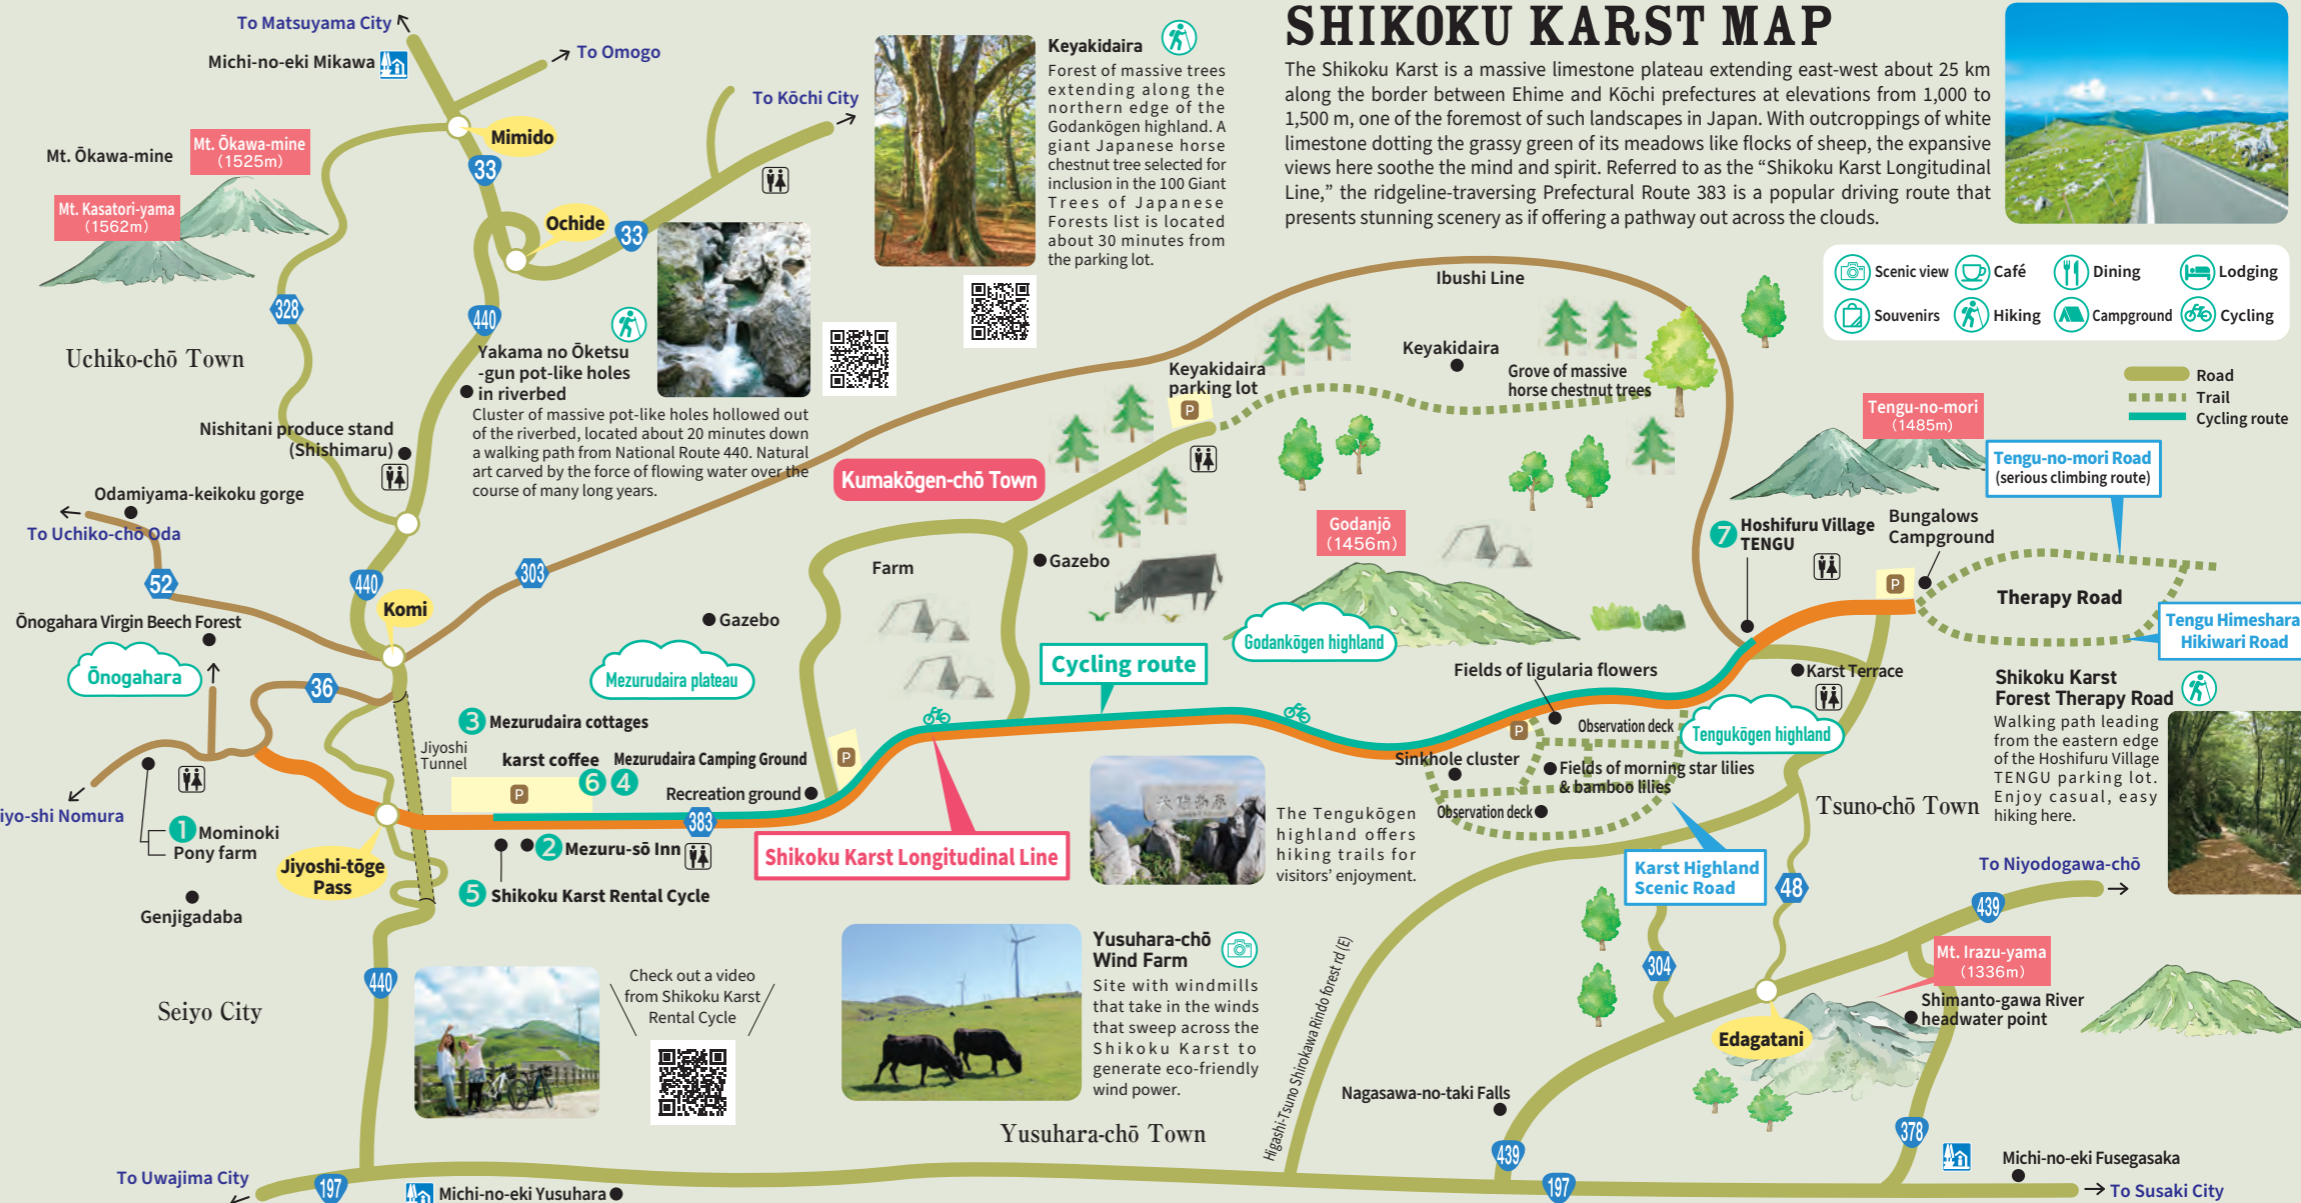 SHIKOKU KARST MAP
The Shikoku Karst is a massive limestone plateau extending east-west about 25 km
along the border between Ehime and Kōchi prefectures at elevations from 1,000 to
1,500 m, one of the foremost of such landscapes in Japan. With outcroppings of white
limestone dotting the grassy green of its meadows like flocks of sheep, the expansive
views here soothe the mind and spirit. Referred to as the “Shikoku Karst Longitudinal
Line,” the ridgeline-traversing Prefectural Route 383 is a popular driving route that
presents stunning scenery as if offering a pathway out across the clouds.
Scenic view
Café
Dining
Lodging
Souvenirs
Hiking
Campground
Cycling
Road
Trail
Cycling route
To Matsuyama City
Michi-no-eki Mikawa
To Omogo
To Kōchi City
Mimido
33
Mt. Ōkawa-mine
Mt. Ōkawa-mine
(1525m)
Mt. Kasatori-yama
(1562m)
Ochide
33
328
440
Uchiko-chō Town
Keyakidaira
Forest of massive trees
extending along the
northern edge of the
Godankōgen highland. A
giant Japanese horse
chestnut tree selected for
inclusion in the 100 Giant
Trees of Japanese
Forests list is located
about 30 minutes from
the parking lot.
Yakama no Ōketsu
-gun pot-like holes
in riverbed
Cluster of massive pot-like holes hollowed out
of the riverbed, located about 20 minutes down
a walking path from National Route 440. Natural
art carved by the force of flowing water over the
course of many long years.
Nishitani produce stand
(Shishimaru)
Odamiyama-keikoku gorge
To Uchiko-chō Oda
52
440
303
Komi
Ōnogahara Virgin Beech Forest
Ōnogahara
36
Ibushi Line
Keyakidaira
Keyakidaira
parking lot
P
Grove of massive
horse chestnut trees
Kumakōgen-chō Town
Farm
Gazebo
Gazebo
Godanjō
(1456m)
Godankōgen highland
Mezurudaira plateau
Cycling route
Tengu-no-mori
(1485m)
Tengu-no-mori Road
(serious climbing route)
7
Hoshifuru Village
TENGU
Bungalows
Campground
P
Therapy Road
Tengu Himeshara
Hikiwari Road
Karst Terrace
Shikoku Karst
Forest Therapy Road
Walking path leading
from the eastern edge
of the Hoshifuru Village
TENGU parking lot.
Enjoy casual, easy
hiking here.
Fields of ligularia flowers
P
Observation deck
Tengukōgen highland
Sinkhole cluster
Fields of morning star lilies
& bamboo lilies
Observation deck
3 Mezurudaira cottages
Jiyoshi
Tunnel
karst coffee
6
4
Mezurudaira Camping Ground
P
Recreation ground
P
383
2 Mezuru-sō Inn
5 Shikoku Karst Rental Cycle
Shikoku Karst Longitudinal Line
iyo-shi Nomura
1 Mominoki
Pony farm
Jiyoshi-tōge
Pass
Genjigadaba
The Tengukōgen
highland offers
hiking trails for
visitors’ enjoyment.
Karst Highland
Scenic Road
Tsuno-chō Town
48
To Niyodogawa-chō
439
Mt. Irazu-yama
(1336m)
Shimanto-gawa River
headwater point
304
Edagatani
Seiyo City
440
Check out a video
from Shikoku Karst
Rental Cycle
Yusuhara-chō
Wind Farm
Site with windmills
that take in the winds
that sweep across the
Shikoku Karst to
generate eco-friendly
wind power.
Higashi-Tsuno Shirokawa Rindo forest rd (E)
Nagasawa-no-taki Falls
Yusuhara-chō Town
439
378
Michi-no-eki Fusegasaka
To Uwajima City
197
Michi-no-eki Yusuhara
197
To Susaki City